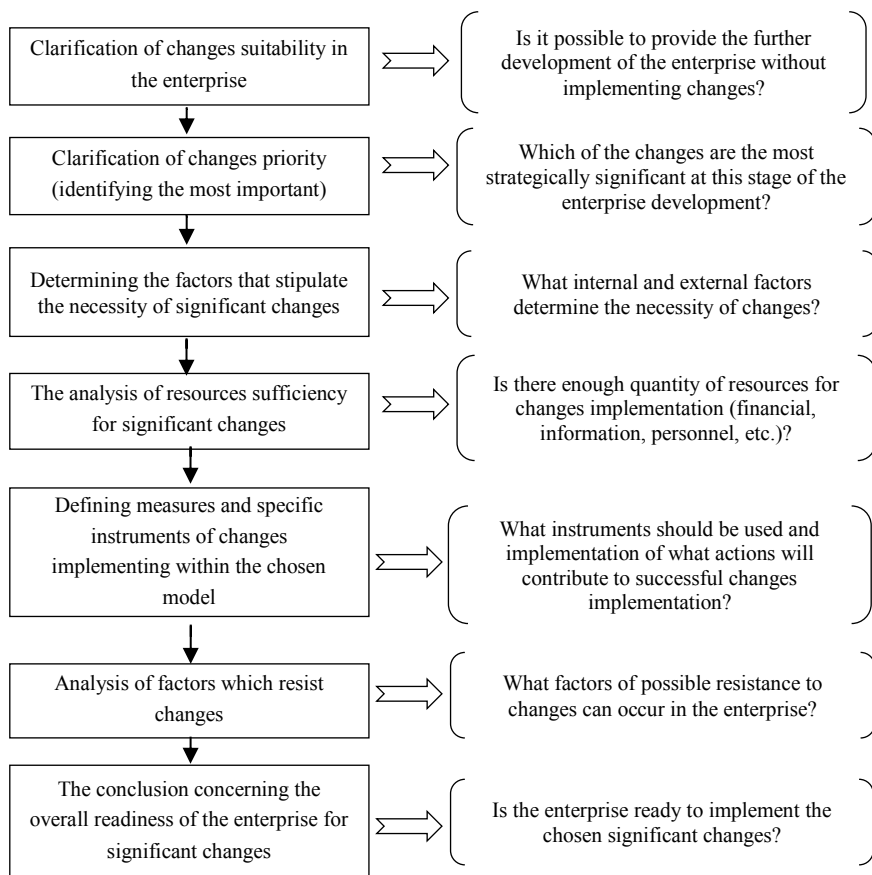 Clarification of changes suitability in
the enterprise
Is it possible to provide the further
development of the enterprise without
implementing changes?
Clarification of changes priority
(identifying the most important)
Which of the changes are the most
strategically significant at this stage of the
enterprise development?
Determining the factors that stipulate
the necessity of significant changes
What internal and external factors
determine the necessity of changes?
The analysis of resources sufficiency
for significant changes
Is there enough quantity of resources for
changes implementation (financial,
information, personnel, etc.)?
Defining measures and specific
instruments of changes
implementing within the chosen
model
What instruments should be used and
implementation of what actions will
contribute to successful changes
implementation?
Analysis of factors which resist
changes
What factors of possible resistance to
changes can occur in the enterprise?
The conclusion concerning the
overall readiness of the enterprise for
significant changes
Is the enterprise ready to implement the
chosen significant changes?